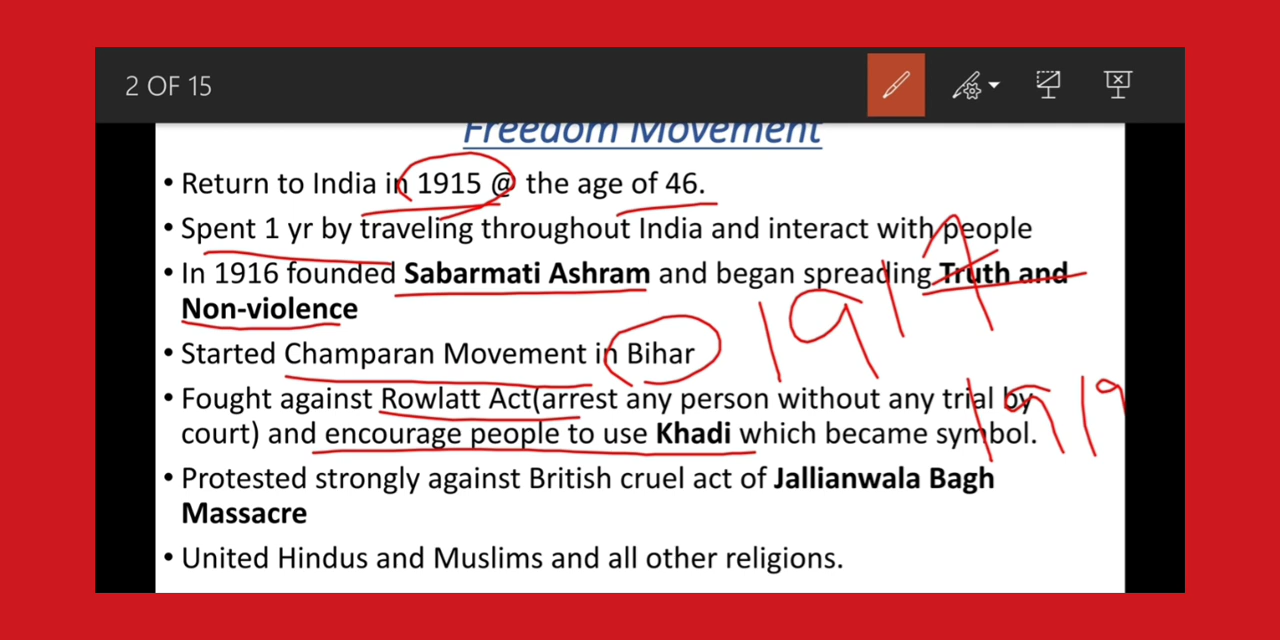 2 OF 15
Freedom Movement
• Return to India in 1915 @ the age of 46.
• Spent 1 yr by traveling throughout India and interact with people
• In 1916 founded Sabarmati Ashram and began spreading Truth and
Non-violence
1917
• Started Champaran Movement in Bihar
• Fought against Rowlatt Act(arrest any person without any trial by
1919
court) and encourage people to use Khadi which became symbol.
• Protested strongly against British cruel act of Jallianwala Bagh
Massacre
• United Hindus and Muslims and all other religions.